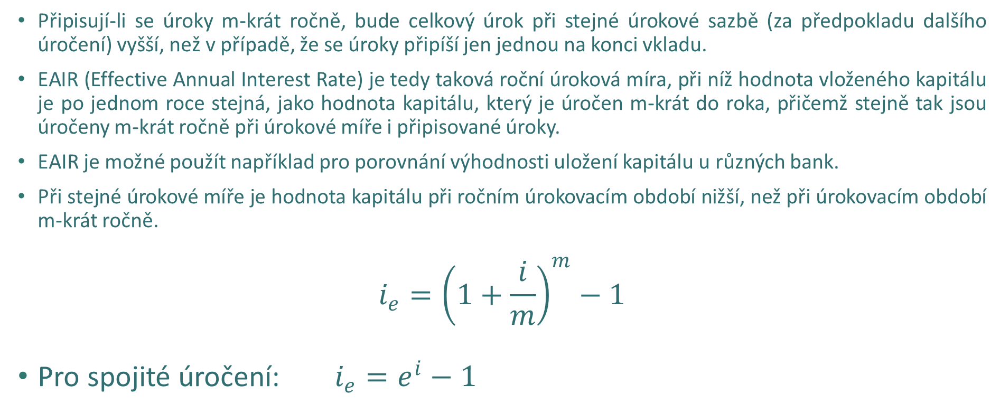 • Připisují-li se úroky m-krát ročně, bude celkový úrok při stejné úrokové sazbě (za předpokladu dalšího
úročení) vyšší, než v případě, že se úroky připíší jen jednou na konci vkladu.
• EAIR (Effective Annual Interest Rate) je tedy taková roční úroková míra, při níž hodnota vloženého kapitálu
je po jednom roce stejná, jako hodnota kapitálu, který je úročen m-krát do roka, přičemž stejně tak jsou
úročeny m-krát ročně při úrokové míře i připisované úroky.
• EAIR je možné použít například pro porovnání výhodnosti uložení kapitálu u různých bank.
• Při stejné úrokové míře je hodnota kapitálu při ročním úrokovacím období nižší, než při úrokovacím období
m-krát ročně.
i_e = (1 + i/m)^m − 1
• Pro spojité úročení: i_e = e^i − 1